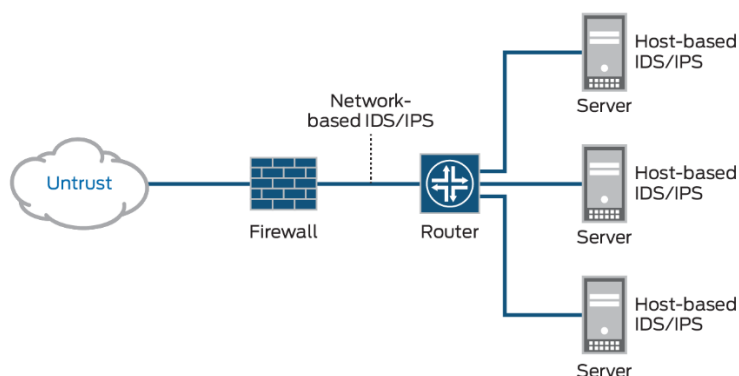 Host-based
IDS/IPS
Server
Network-
based IDS/IPS
Untrust
Firewall
Router
Host-based
IDS/IPS
Server
Host-based
IDS/IPS
Server